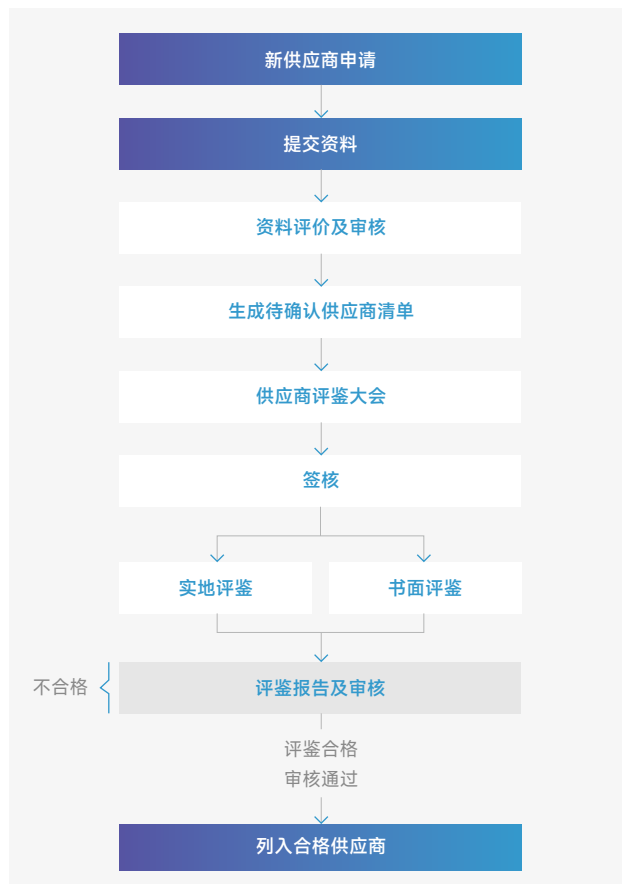 新供应商申请
提交资料
资料评价及审核
生成待确认供应商清单
供应商评鉴大会
签核
实地评鉴
书面评鉴
不合格
评鉴报告及审核
评鉴合格
审核通过
列入合格供应商